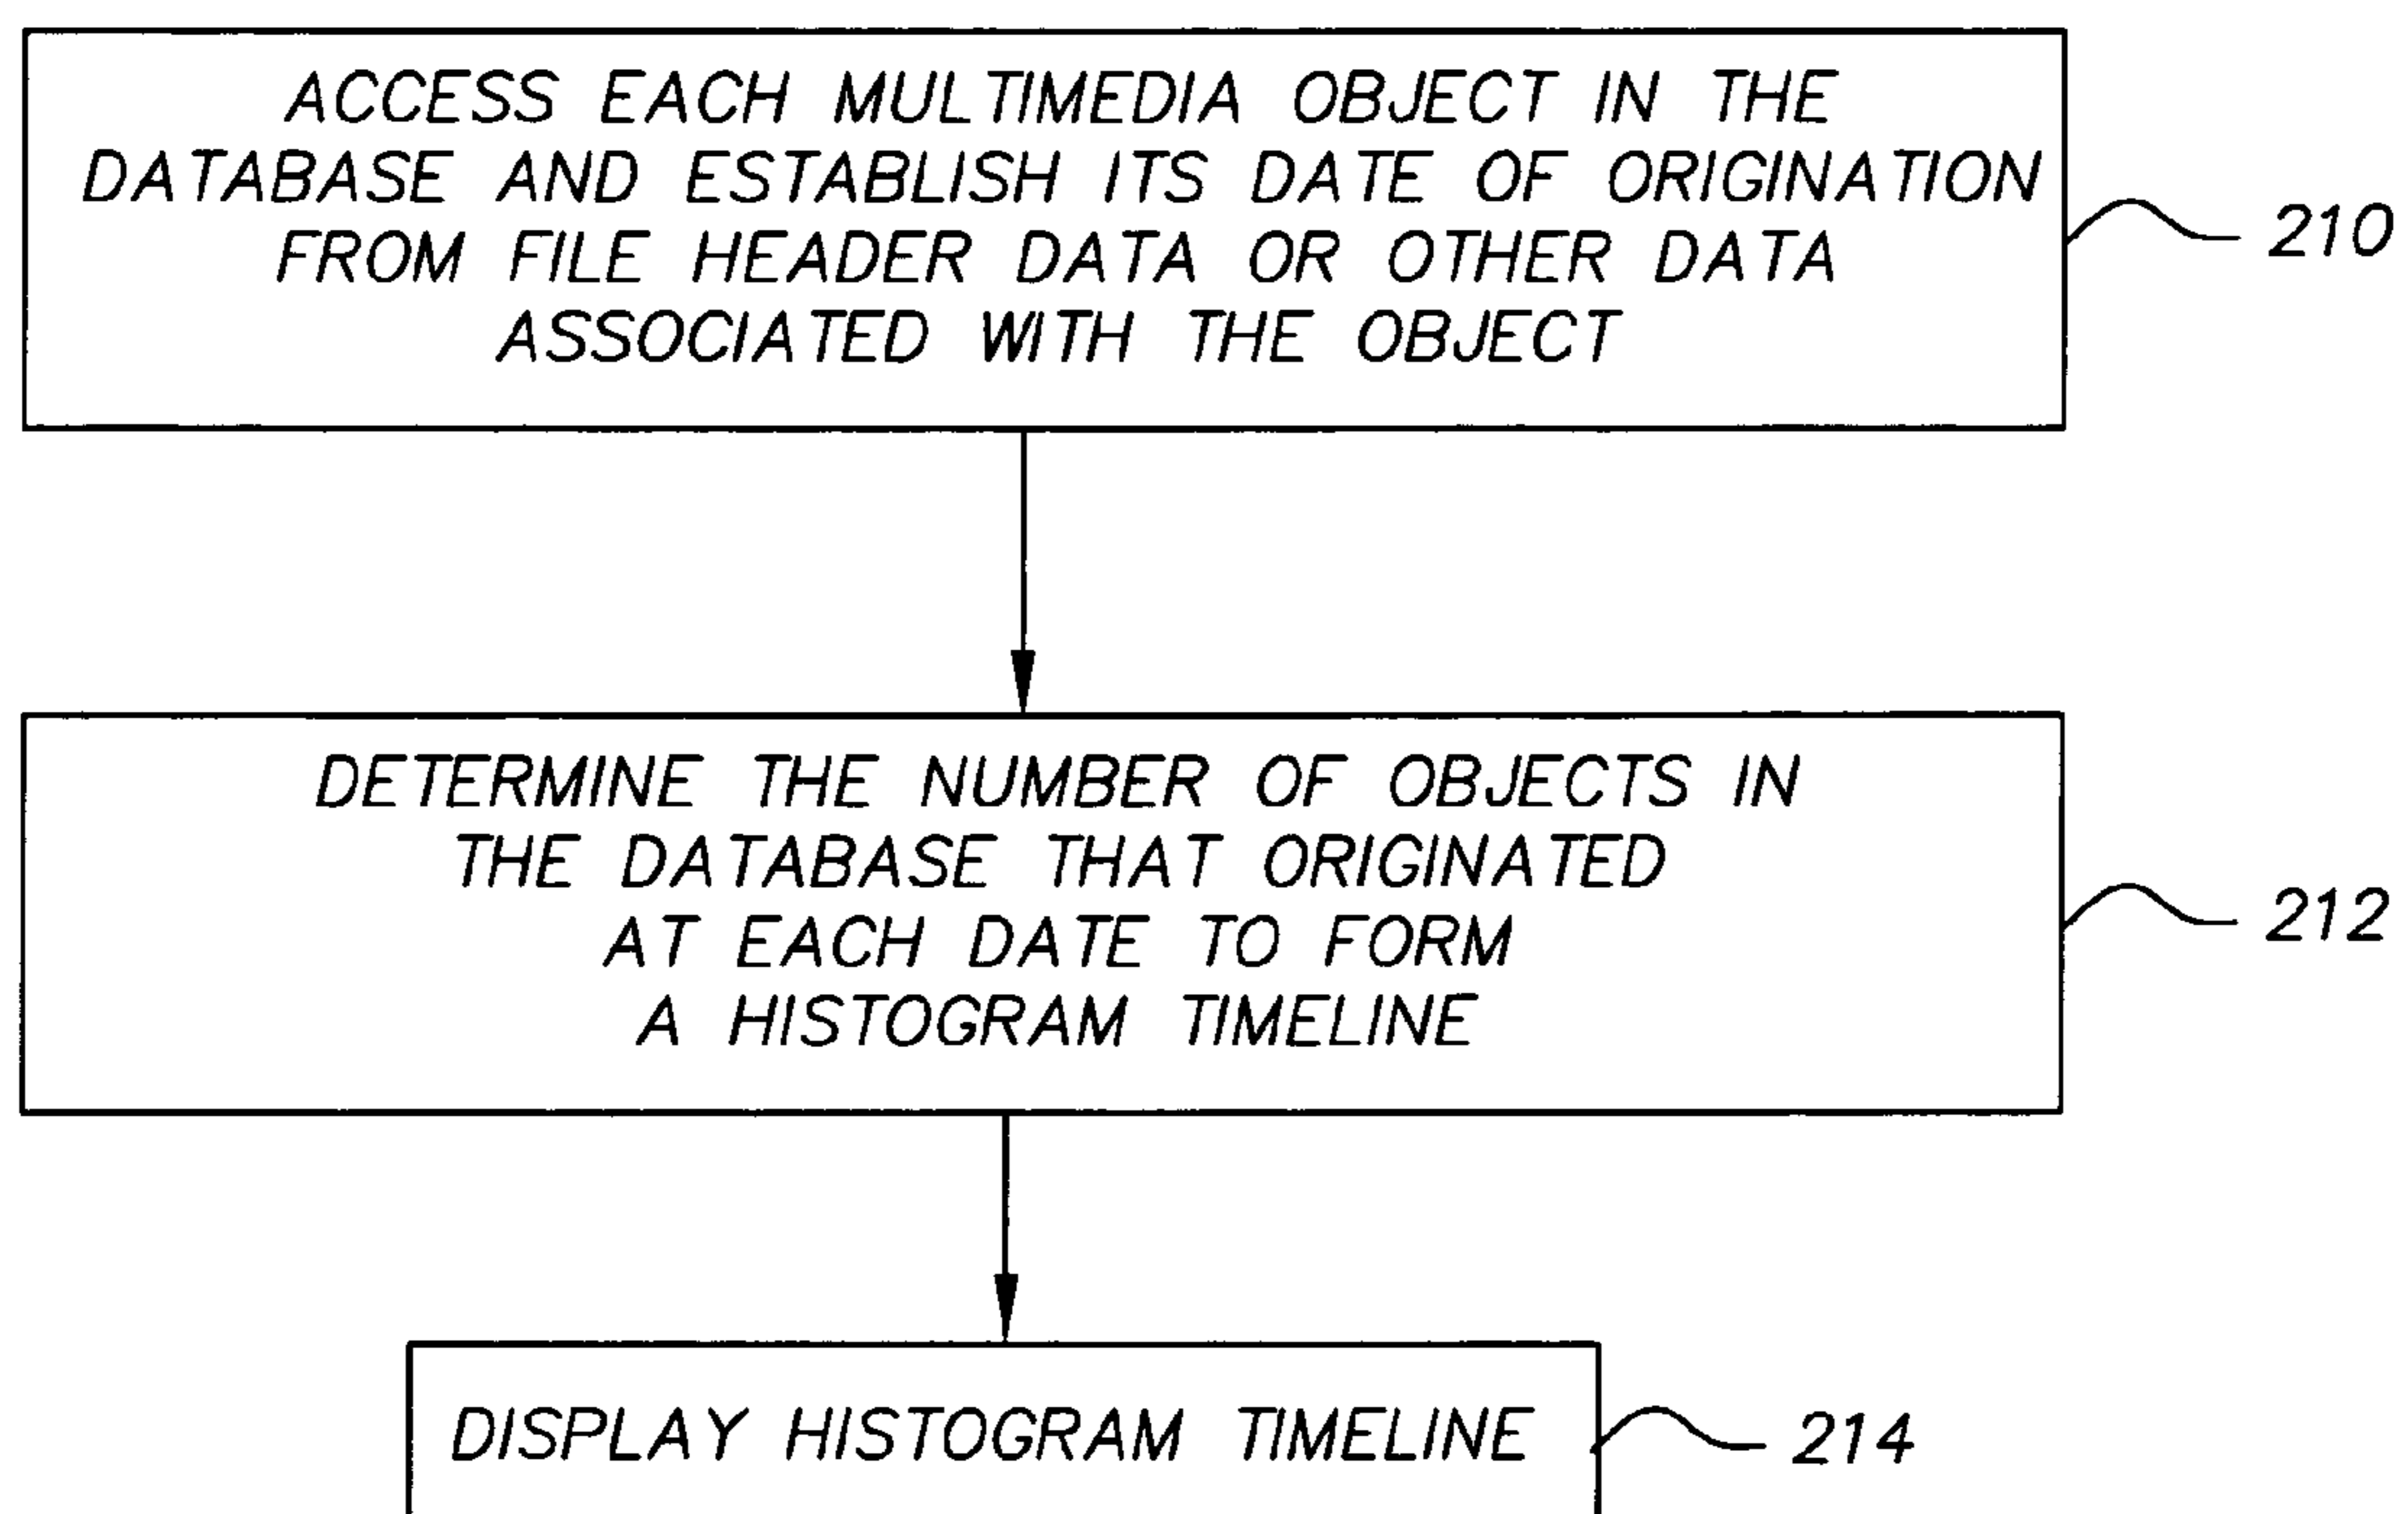 ACCESS EACH MULTIMEDIA OBJECT IN THE
DATABASE AND ESTABLISH ITS DATE OF ORIGINATION
FROM FILE HEADER DATA OR OTHER DATA
ASSOCIATED WITH THE OBJECT
210
DETERMINE THE NUMBER OF OBJECTS IN
THE DATABASE THAT ORIGINATED
AT EACH DATE TO FORM
A HISTOGRAM TIMELINE
212
DISPLAY HISTOGRAM TIMELINE
214